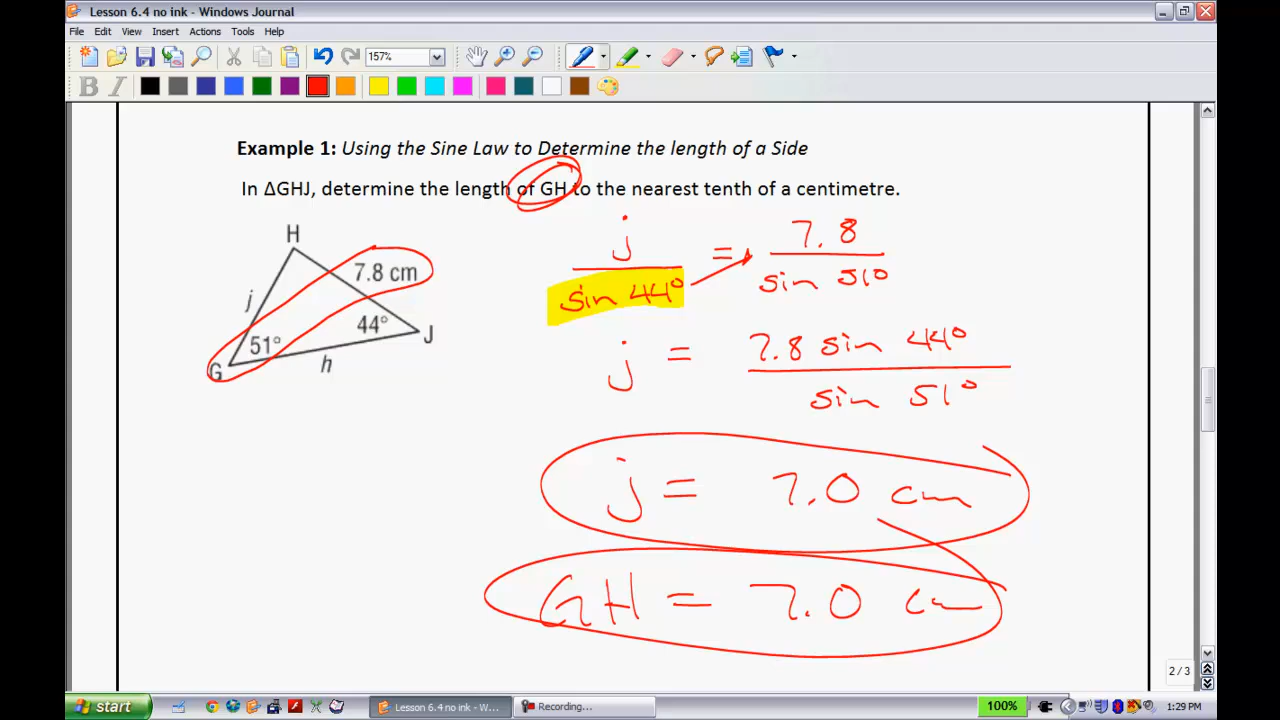 Lesson 6.4 no ink - Windows Journal
File Edit View Insert Actions Tools Help
157%
B I
Example 1: Using the Sine Law to Determine the length of a Side
In ΔGHJ, determine the length of GH to the nearest tenth of a centimetre.
H
7.8 cm
j
44°
J
51°
G
h
j = 7.8
sin 44° sin 51°
j = 7.8 sin 44°
sin 51°
j = 7.0 cm
GH = 7.0 cm
2 / 3
start
Lesson 6.4 no ink - W...
Recording...
100%
1:29 PM